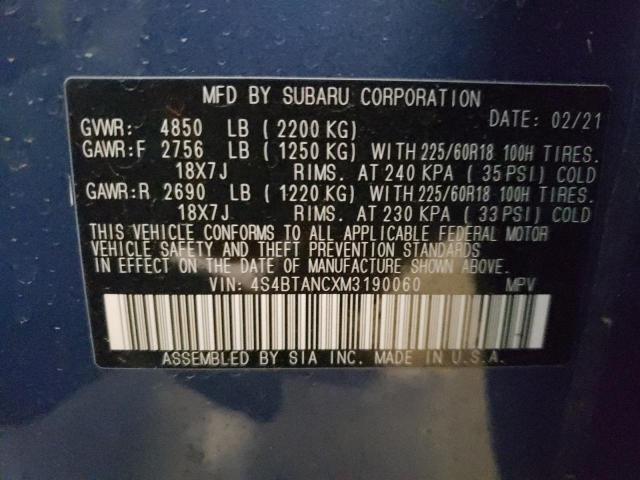 MFD BY SUBARU CORPORATION
DATE: 02/21
GVWR: 4850 LB ( 2200 KG)
GAWR:F 2756 LB ( 1250 KG) WITH 225/60R18 100H TIRES.
18X7J RIMS. AT 240 KPA ( 35 PSI) COLD
GAWR:R 2690 LB ( 1220 KG) WITH 225/60R18 100H TIRES.
18X7J RIMS. AT 230 KPA ( 33 PSI) COLD
THIS VEHICLE CONFORMS TO ALL APPLICABLE FEDERAL MOTOR
VEHICLE SAFETY AND THEFT PREVENTION STANDARDS
IN EFFECT ON THE DATE OF MANUFACTURE SHOWN ABOVE.
VIN: 4S4BTANCXM3190060 MPV
ASSEMBLED BY SIA INC. MADE IN U.S.A.